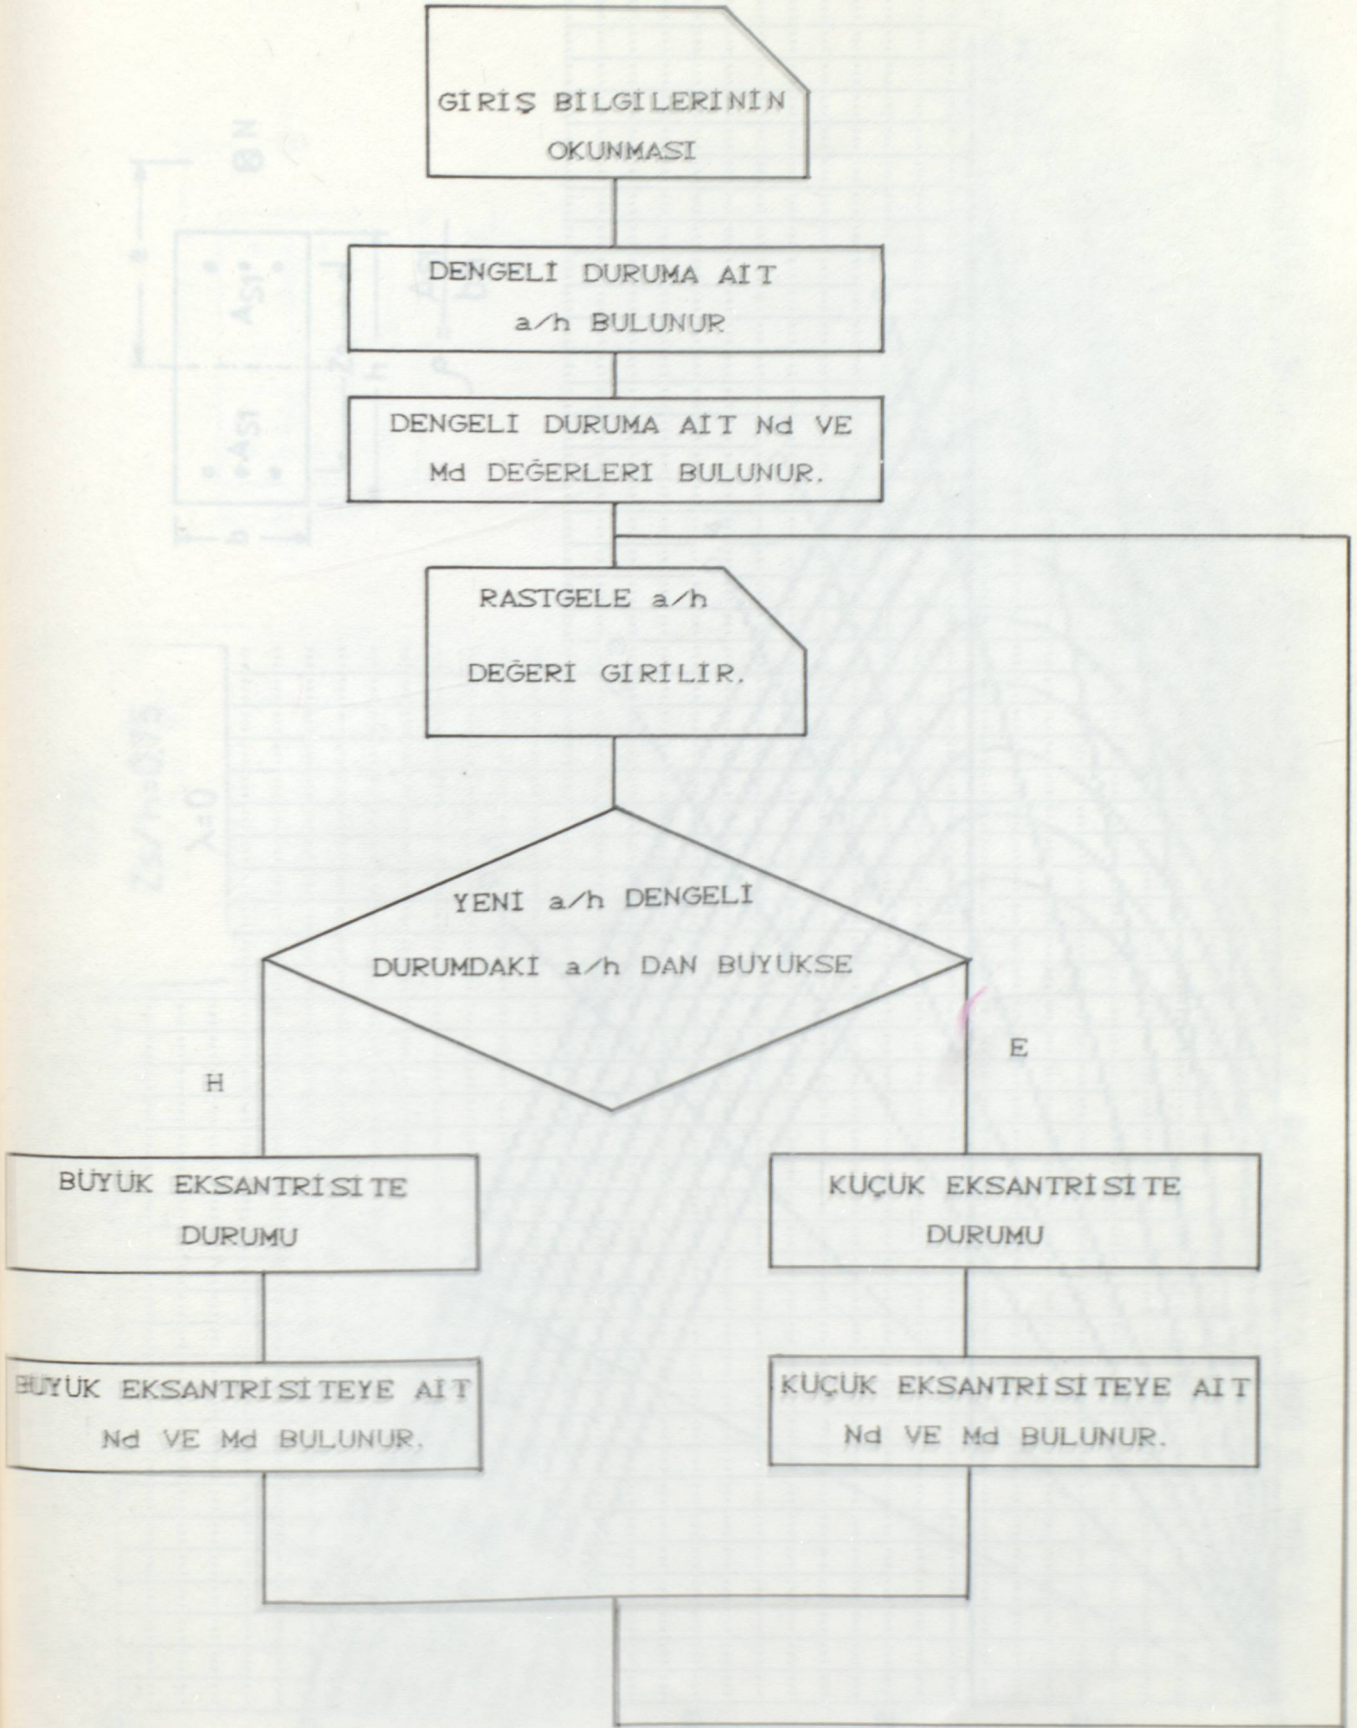 GİRİŞ BİLGİLERİNİN
OKUNMASI
DENGELİ DURUMA AİT
a/h BULUNUR
DENGELİ DURUMA AİT Nd VE
Md DEĞERLERİ BULUNUR.
RASTGELE a/h
DEĞERİ GİRİLİR.
YENİ a/h DENGELİ
DURUMDAKİ a/h DAN BÜYÜKSE
H
E
BÜYÜK EKSANTRİSİTE
DURUMU
KÜÇÜK EKSANTRİSİTE
DURUMU
BÜYÜK EKSANTRİSİTEYE AİT
Nd VE Md BULUNUR.
KÜÇÜK EKSANTRİSİTEYE AİT
Nd VE Md BULUNUR.